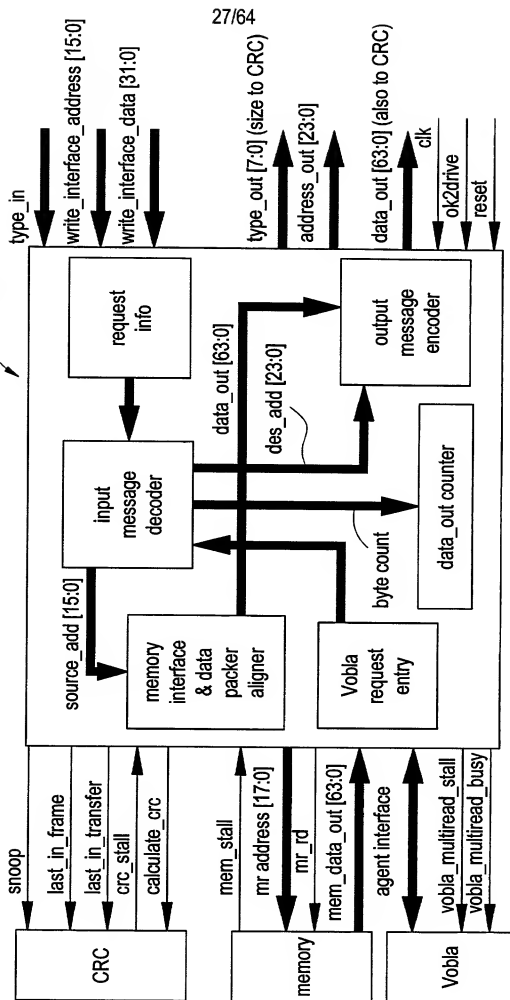 27/64
type_in
write_interface_address [15:0]
write_interface_data [31:0]
type_out [7:0] (size to CRC)
address_out [23:0]
data_out [63:0] (also to CRC)
clk
ok2drive
reset
request
info
output
message
encoder
data_out [63:0]
des_add [23:0]
input
message
decoder
data_out counter
byte count
source_add [15:0]
memory
interface
& data
packer
aligner
Vobla
request
entry
snoop
last_in_frame
last_in_transfer
crc_stall
calculate_crc
mem_stall
mr address [17:0]
mr_rd
mem_data_out [63:0]
agent interface
vobla_multiread_stall
vobla_multiread_busy
CRC
memory
Vobla